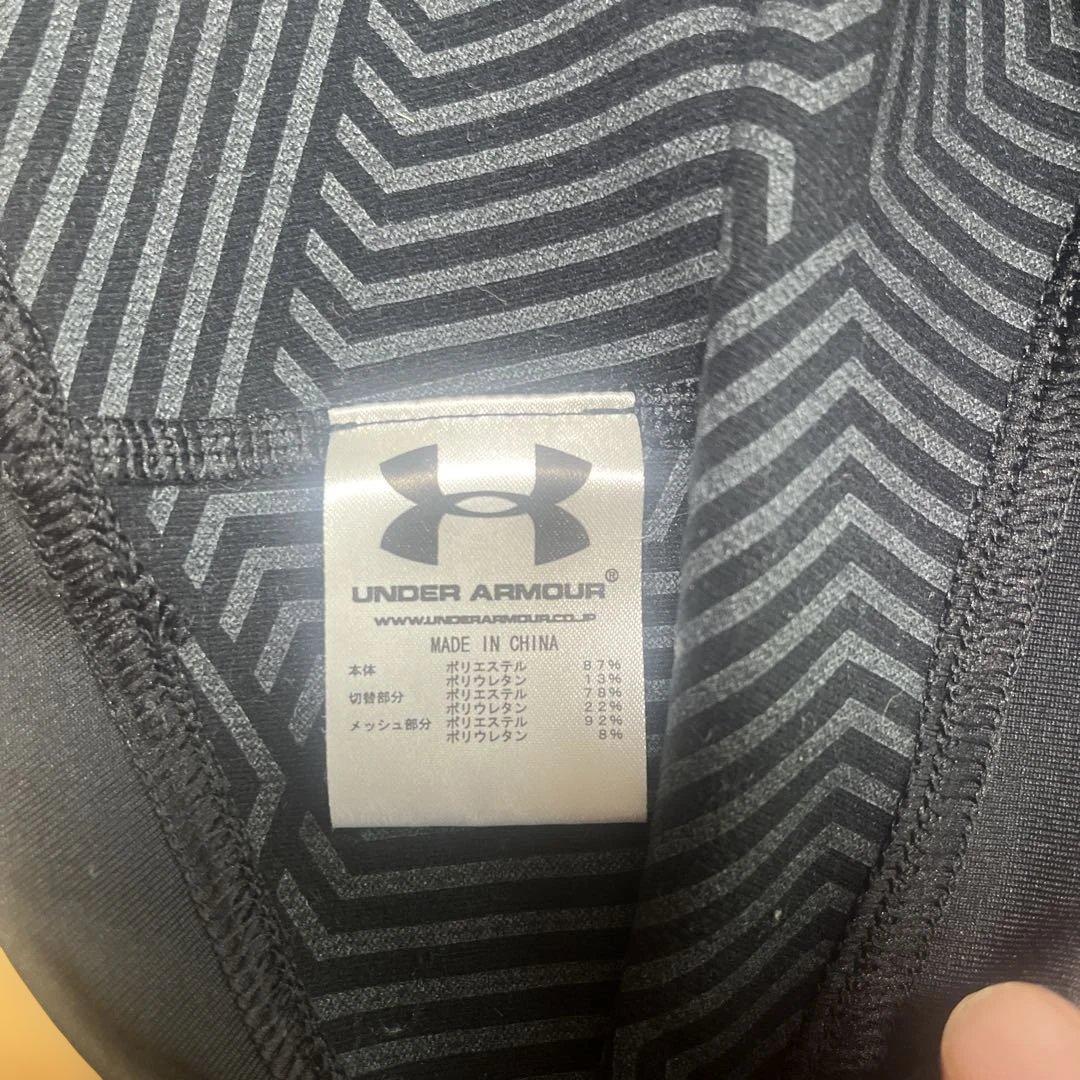 UNDER ARMOUR®
WWW.UNDERARMOUR.CO.JP
MADE IN CHINA
本体 ポリエステル 87%
ポリウレタン 13%
切替部分 ポリエステル 78%
ポリウレタン 22%
メッシュ部分 ポリエステル 92%
ポリウレタン 8%